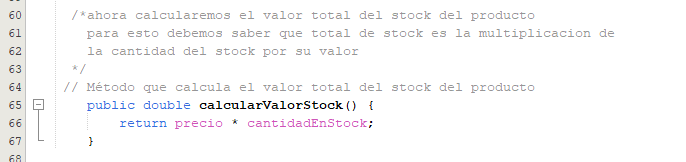 60 /*ahora calcularemos el valor total del stock del producto
61 para esto debemos saber que total de stock es la multiplicacion de
62 la cantidad del stock por su valor
63 */
64 // Método que calcula el valor total del stock del producto
65 public double calcularValorStock() {
66 return precio * cantidadEnStock;
67 }
68